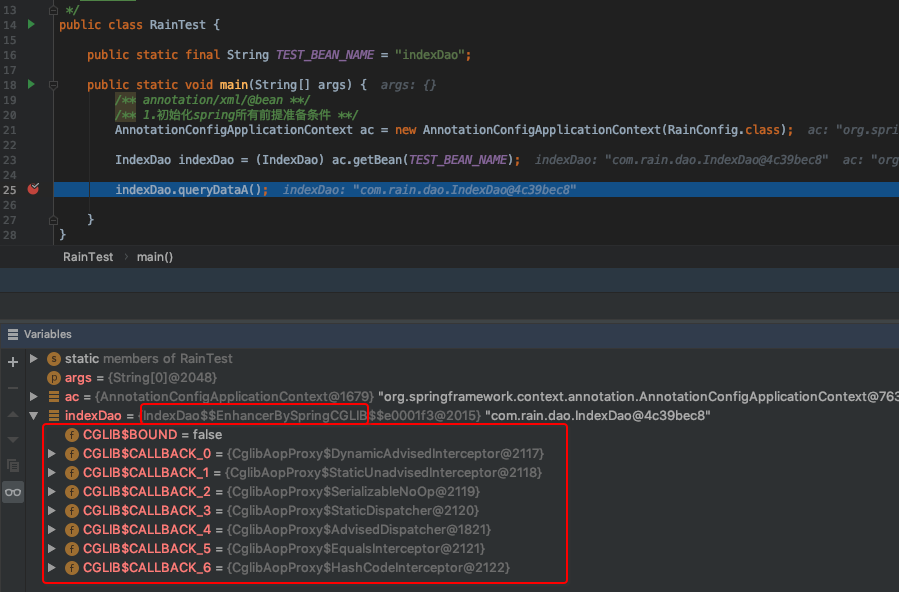 13 */
14 public class RainTest {
15
16 public static final String TEST_BEAN_NAME = "indexDao";
17
18 public static void main(String[] args) { args: {}
19 /** annotation/xml/@bean **/
20 /** 1.初始化spring所有前提准备条件 **/
21 AnnotationConfigApplicationContext ac = new AnnotationConfigApplicationContext(RainConfig.class); ac: "org.spri
22
23 IndexDao indexDao = (IndexDao) ac.getBean(TEST_BEAN_NAME); indexDao: "com.rain.dao.IndexDao@4c39bec8" ac: "org
24
25 indexDao.queryDataA(); indexDao: "com.rain.dao.IndexDao@4c39bec8"
26
27 }
28 }
RainTest › main()
Variables
static members of RainTest
args = {String[0]@2048}
ac = {AnnotationConfigApplicationContext@1679} "org.springframework.context.annotation.AnnotationConfigApplicationContext@763
indexDao = {IndexDao$$EnhancerBySpringCGLIB$$e0001f3@2015} "com.rain.dao.IndexDao@4c39bec8"
CGLIB$BOUND = false
CGLIB$CALLBACK_0 = {CglibAopProxy$DynamicAdvisedInterceptor@2117}
CGLIB$CALLBACK_1 = {CglibAopProxy$StaticUnadvisedInterceptor@2118}
CGLIB$CALLBACK_2 = {CglibAopProxy$SerializableNoOp@2119}
CGLIB$CALLBACK_3 = {CglibAopProxy$StaticDispatcher@2120}
CGLIB$CALLBACK_4 = {CglibAopProxy$AdvisedDispatcher@1821}
CGLIB$CALLBACK_5 = {CglibAopProxy$EqualsInterceptor@2121}
CGLIB$CALLBACK_6 = {CglibAopProxy$HashCodeInterceptor@2122}